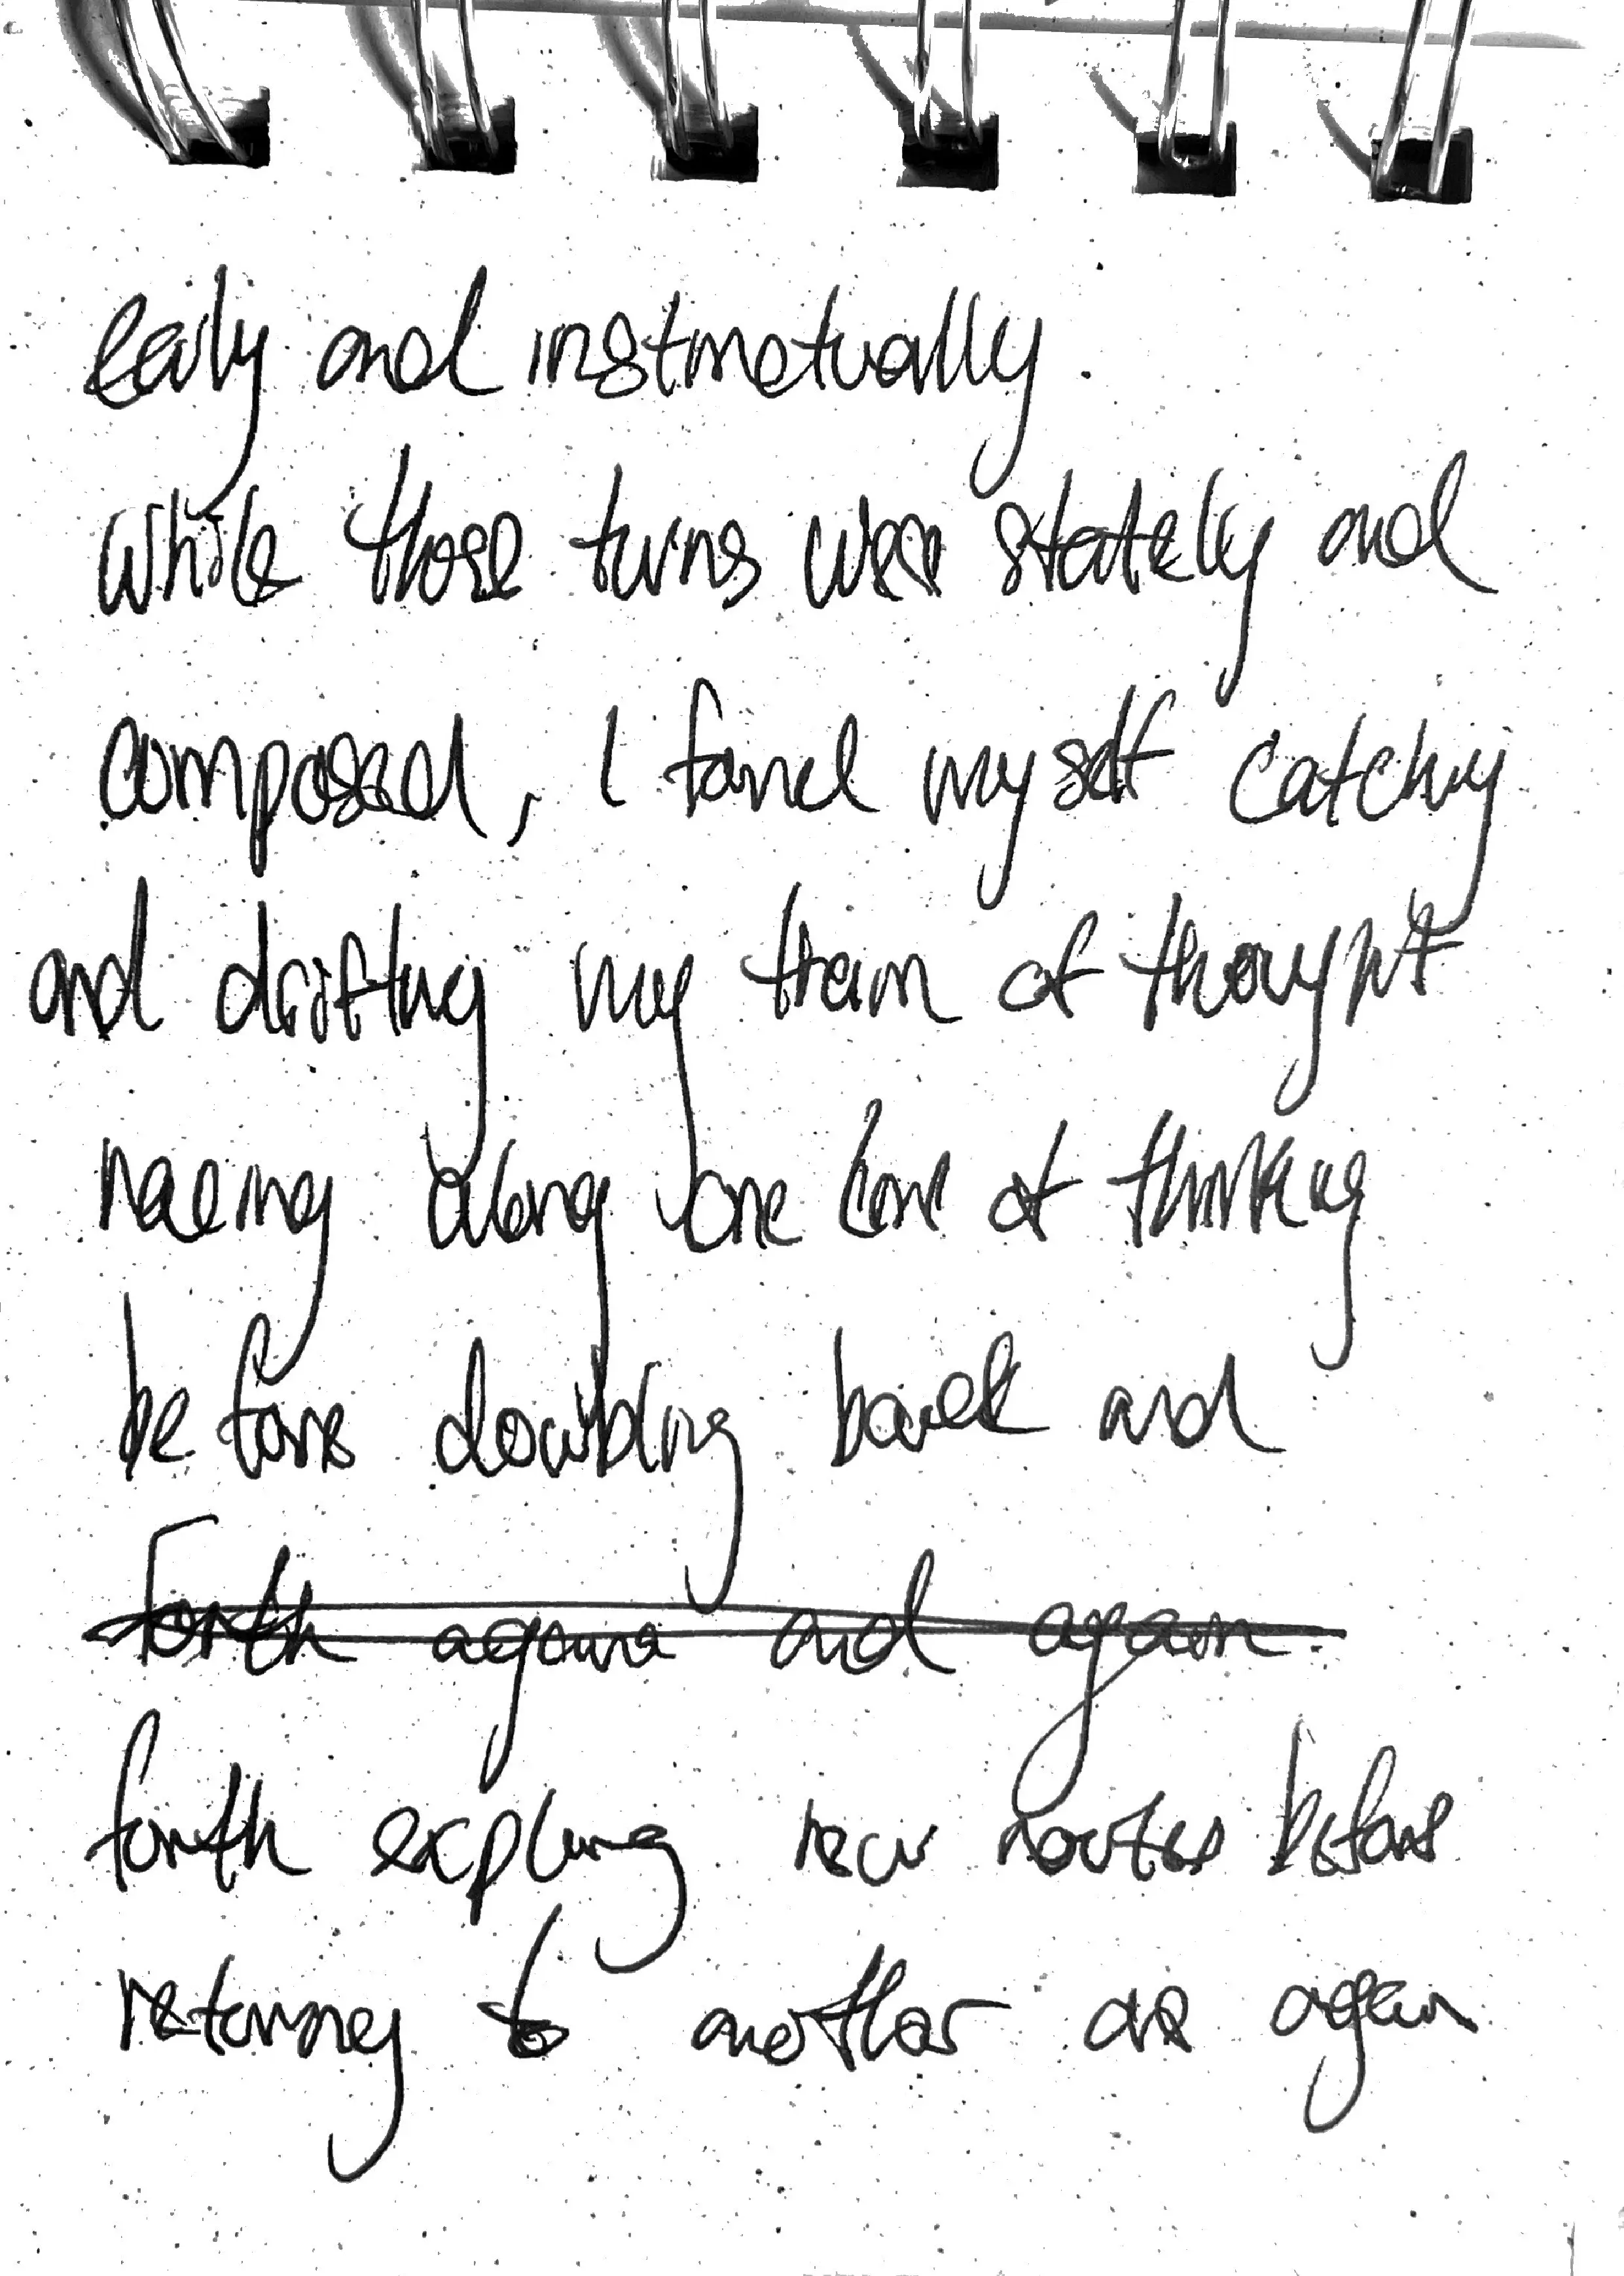 early and instinctually.
while those turns were stately and
composed, I found myself catching
and drifting my train of thought
racing along one line of thinking
before doubling back and
Forth again and again.
forth exploring new routes before
returning to another as again